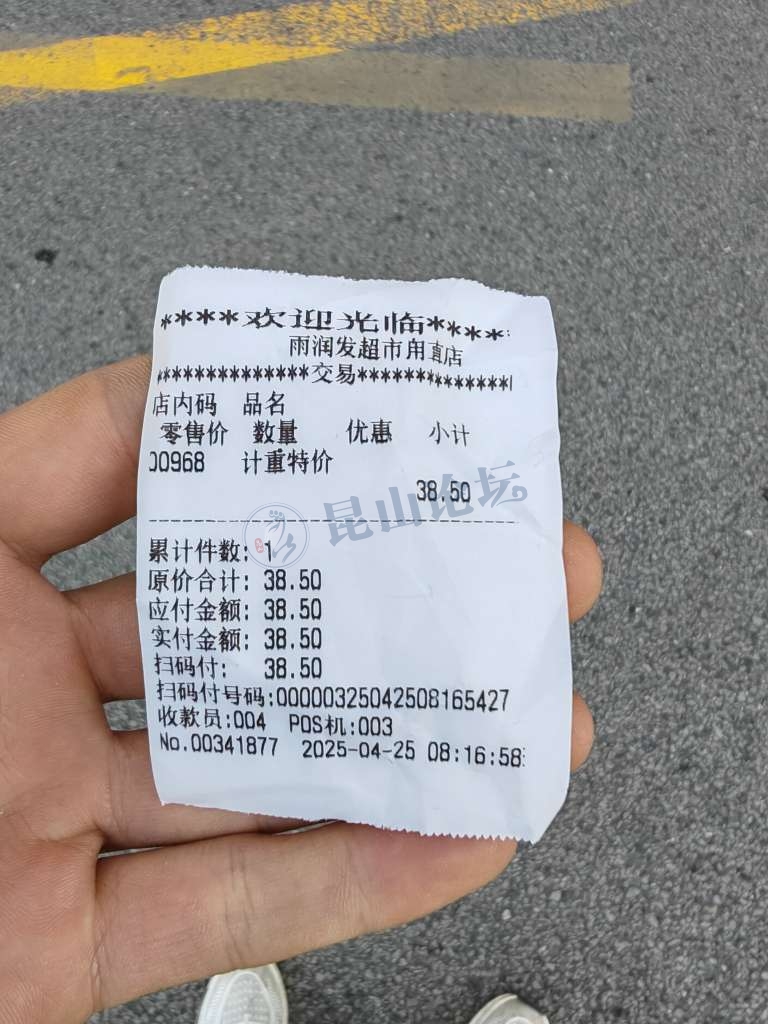 ****欢迎光临****
雨润发超市甪直店
*************交易*************
店内码 品名
零售价 数量 优惠 小计
00968 计重特价
38.50
昆山论坛
累计件数: 1
原价合计: 38.50
应付金额: 38.50
实付金额: 38.50
扫码付: 38.50
扫码付号码:00000325042508165427
收款员:004 POS机:003
No.00341877 2025-04-25 08:16:58